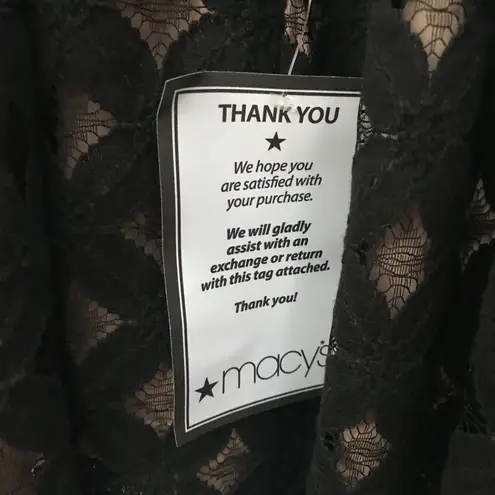 THANK YOU
★
We hope you
are satisfied with
your purchase.
We will gladly
assist with an
exchange or return
with this tag attached.
Thank you!
★macy's